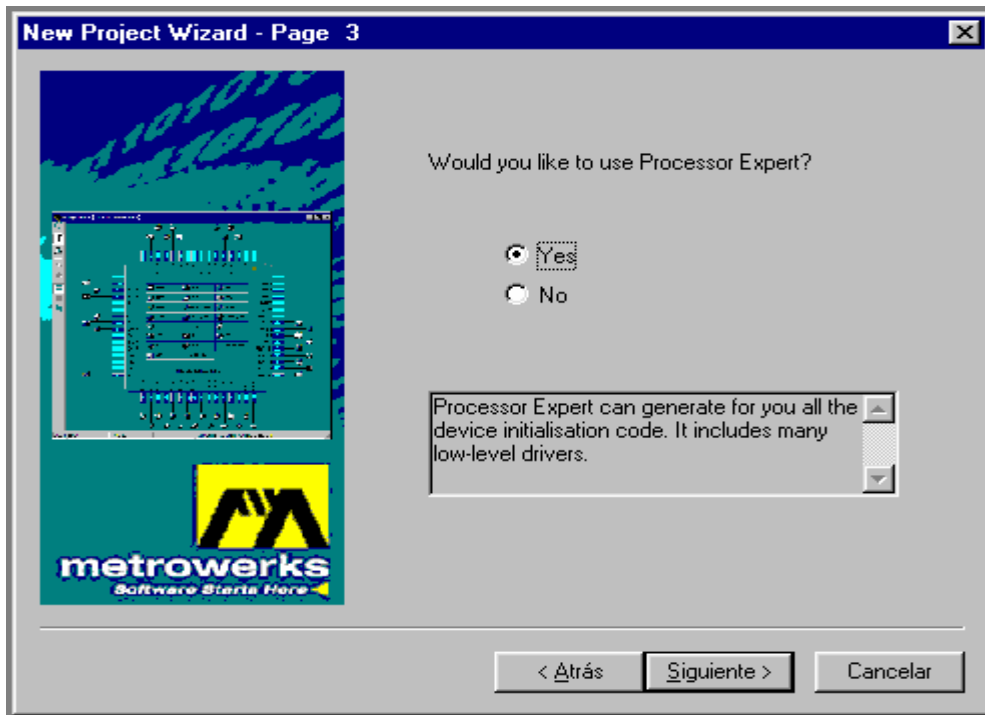 New Project Wizard - Page 3
Would you like to use Processor Expert?
Yes
No
Processor Expert can generate for you all the
device initialisation code. It includes many
low-level drivers.
metrowerks
Software Starts Here
< Atrás
Siguiente >
Cancelar